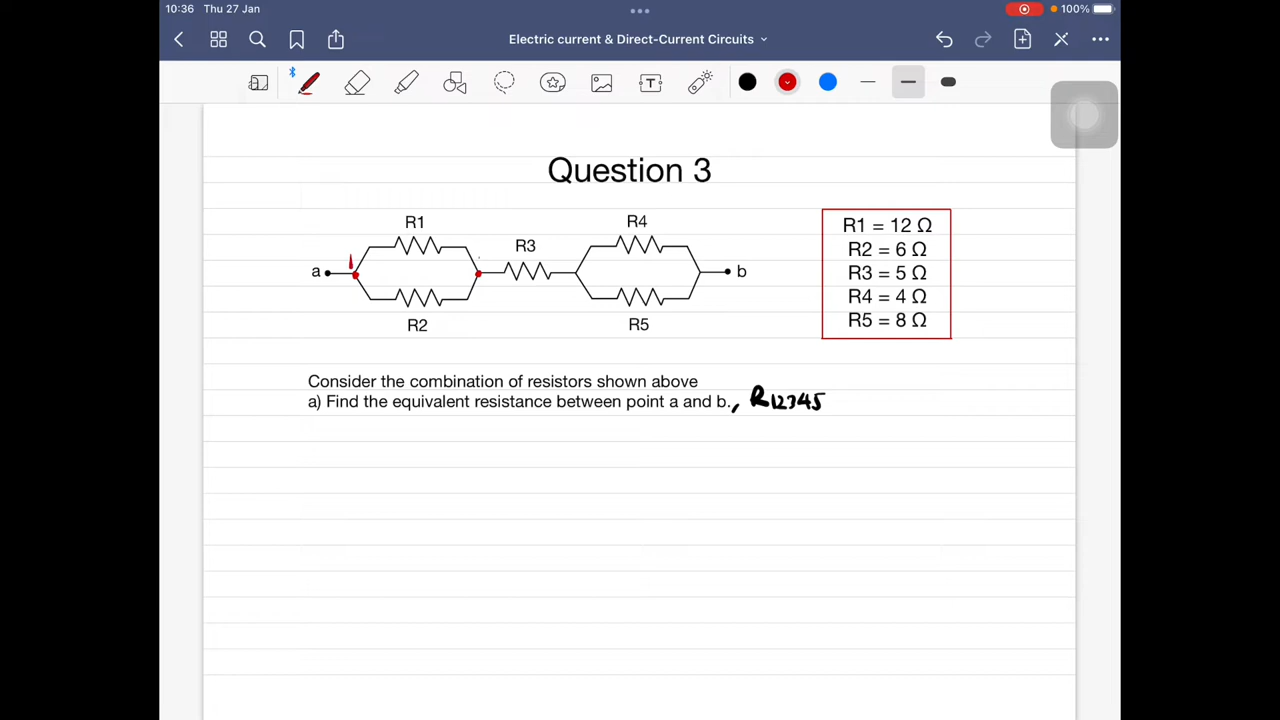 10:36 Thu 27 Jan
100%
Electric current & Direct-Current Circuits
T
Question 3
R1
R4
R3
a
b
R2
R5
R1 = 12 Ω
R2 = 6 Ω
R3 = 5 Ω
R4 = 4 Ω
R5 = 8 Ω
Consider the combination of resistors shown above
a) Find the equivalent resistance between point a and b., R12345